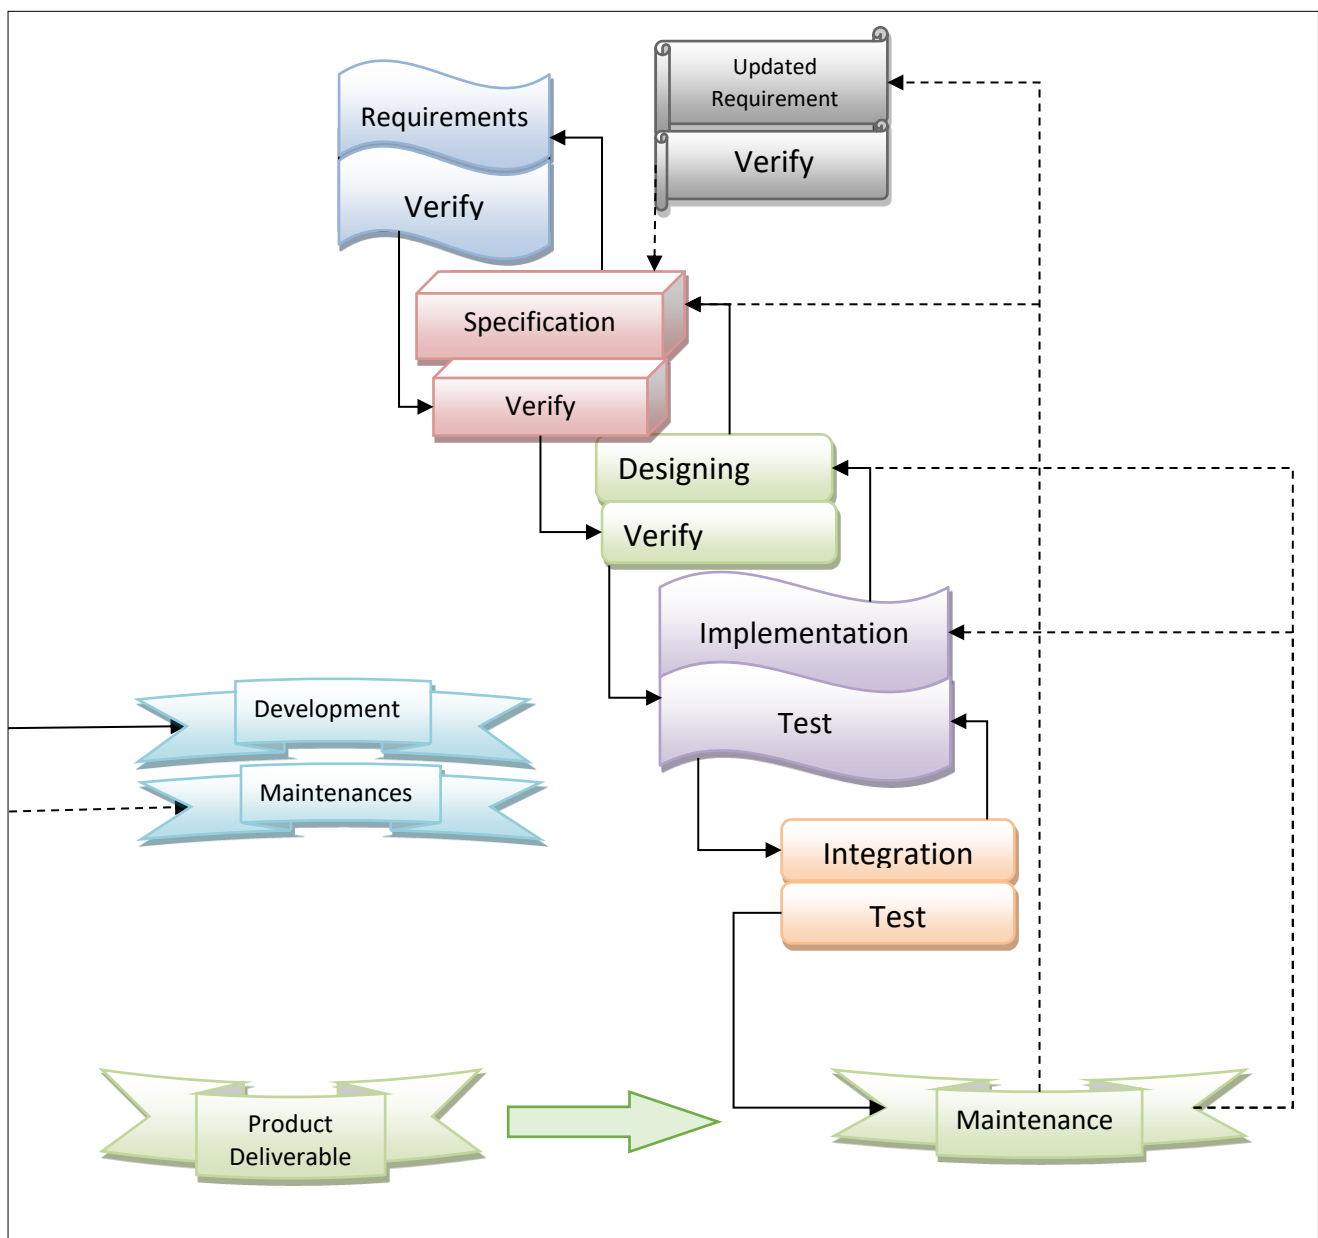 Updated
Requirement
Requirements
Verify
Verify
Specification
Verify
Designing
Verify
Implementation
Test
Development
Maintenances
Integration
Test
Product
Deliverable
Maintenance